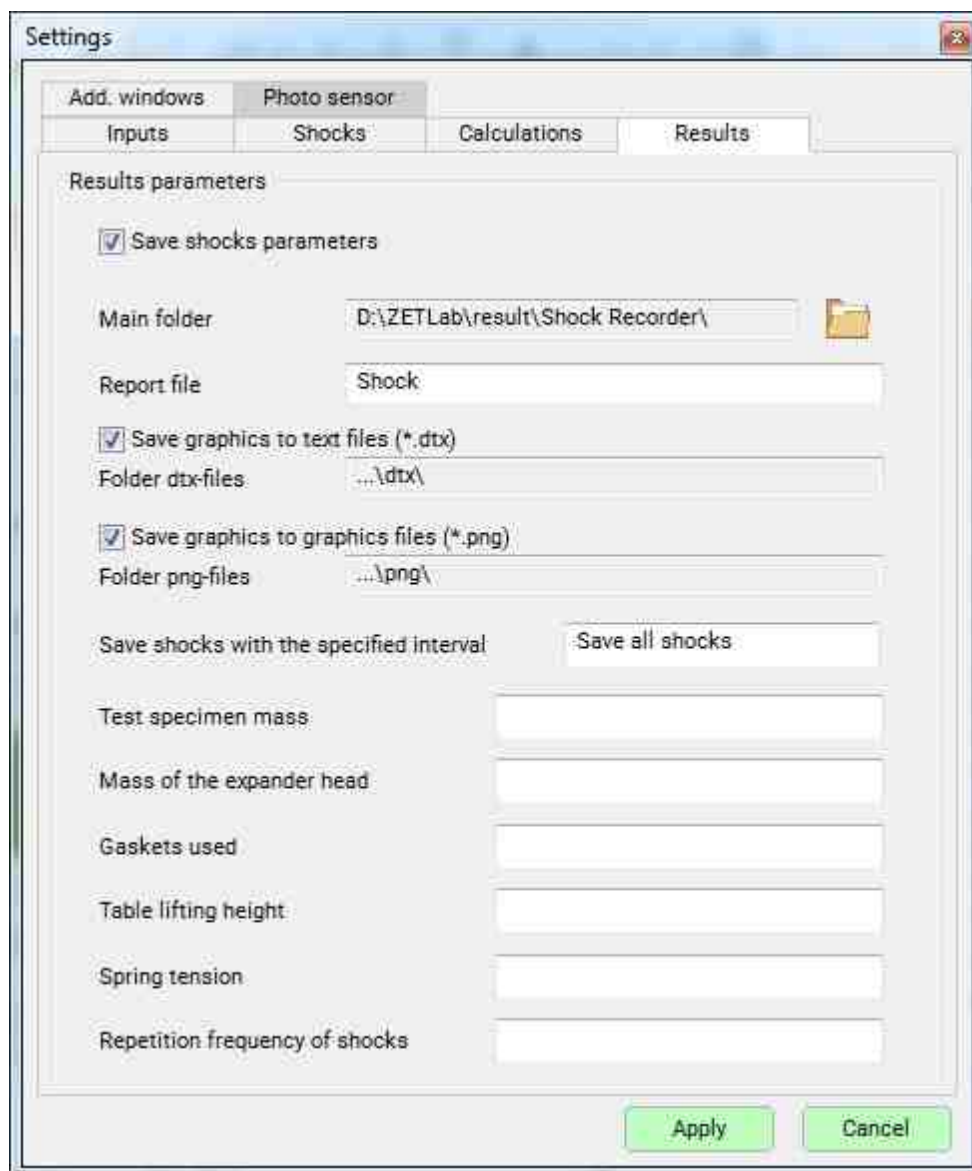 Settings
Add. windows Photo sensor
Inputs Shocks Calculations Results
Results parameters
Save shocks parameters
Main folder D:\ZETLab\result\Shock Recorder\
Report file Shock
Save graphics to text files (*.dtx)
Folder dtx-files ...\dtx\
Save graphics to graphics files (*.png)
Folder png-files ...\png\
Save shocks with the specified interval Save all shocks
Test specimen mass
Mass of the expander head
Gaskets used
Table lifting height
Spring tension
Repetition frequency of shocks
Apply Cancel